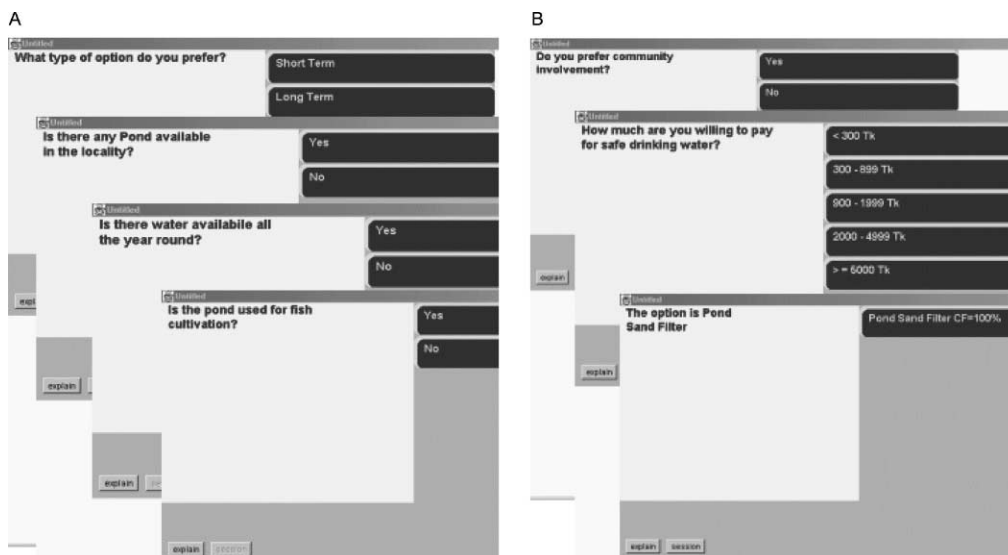 A
Untitled
What type of option do you prefer?
Short Term
Long Term
Untitled
Is there any Pond available
in the locality?
Yes
No
Untitled
Is there water availabile all
the year round?
Yes
No
Untitled
Is the pond used for fish
cultivation?
Yes
No
expl
explain
explain
explain
session
B
Untitled
Do you prefer community
involvement?
Yes
No
Untitled
How much are you willing to pay
for safe drinking water?
< 300 Tk
300 - 899 Tk
900 - 1999 Tk
2000 - 4999 Tk
> = 5000 Tk
explain
Untitled
The option is Pond
Sand Filter
Pond Sand Filter CF=100%
explain
explain
session